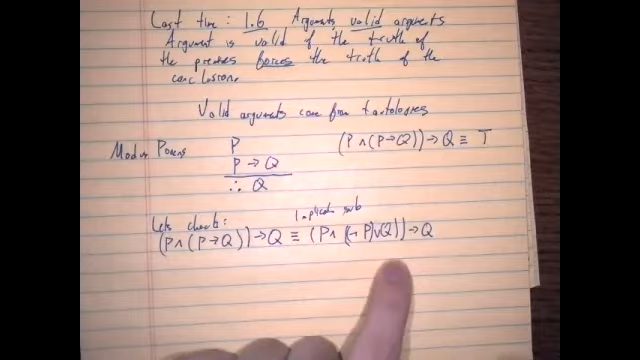 Last time: 1.6 Arguments, valid arguments
Argument is valid if the truth of
the premises forces the truth of the
conclusion.
Valid arguments come from tautologies
Modus Ponens P (P ∧ (P→Q)) → Q ≡ T
P → Q
∴ Q
Lets check: Implication sub
(P ∧ (P→Q)) → Q ≡ (P ∧ ((¬P)∨Q)) → Q